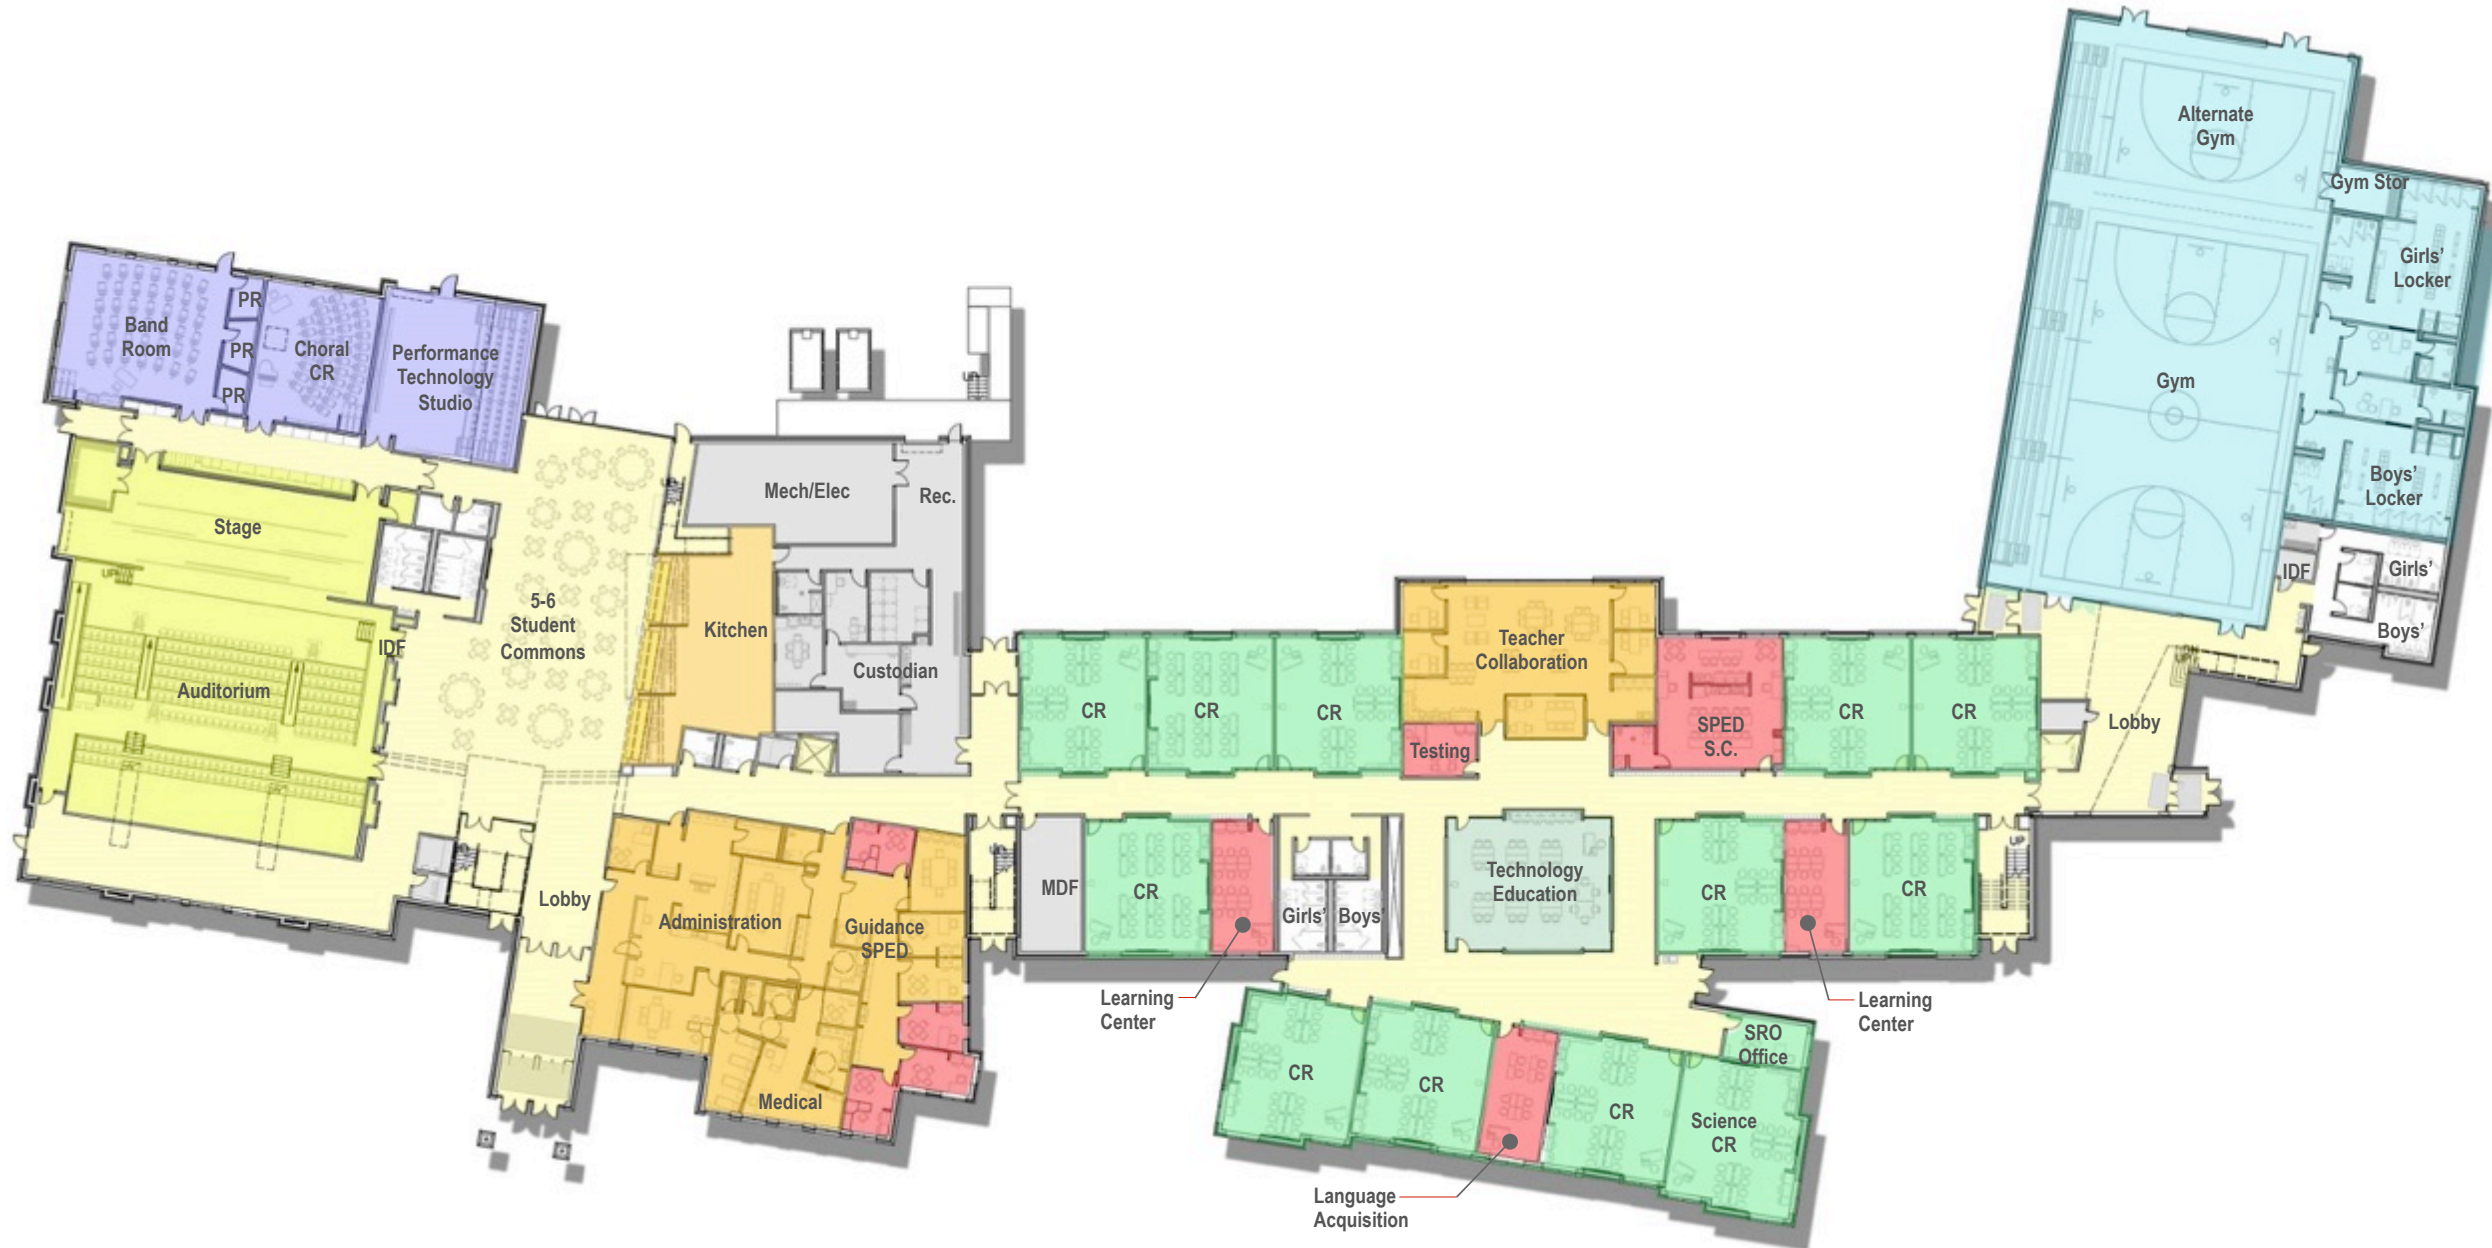 Alternate
Gym
Gym Stor
Girls'
Locker
Gym
Boys'
Locker
IDF
Girls'
Boys'
Lobby
Band
Room
PR
PR
PR
Choral
CR
Performance
Technology
Studio
Stage
UP
Auditorium
IDF
5-6
Student
Commons
Mech/Elec
Rec.
Kitchen
Custodian
CR
CR
CR
Teacher
Collaboration
Testing
SPED
S.C.
CR
CR
Lobby
Administration
Guidance
SPED
Medical
MDF
CR
Girls'
Boys'
Technology
Education
CR
CR
UP
Learning
Center
Learning
Center
CR
CR
CR
SRO
Office
Science
CR
Language
Acquisition